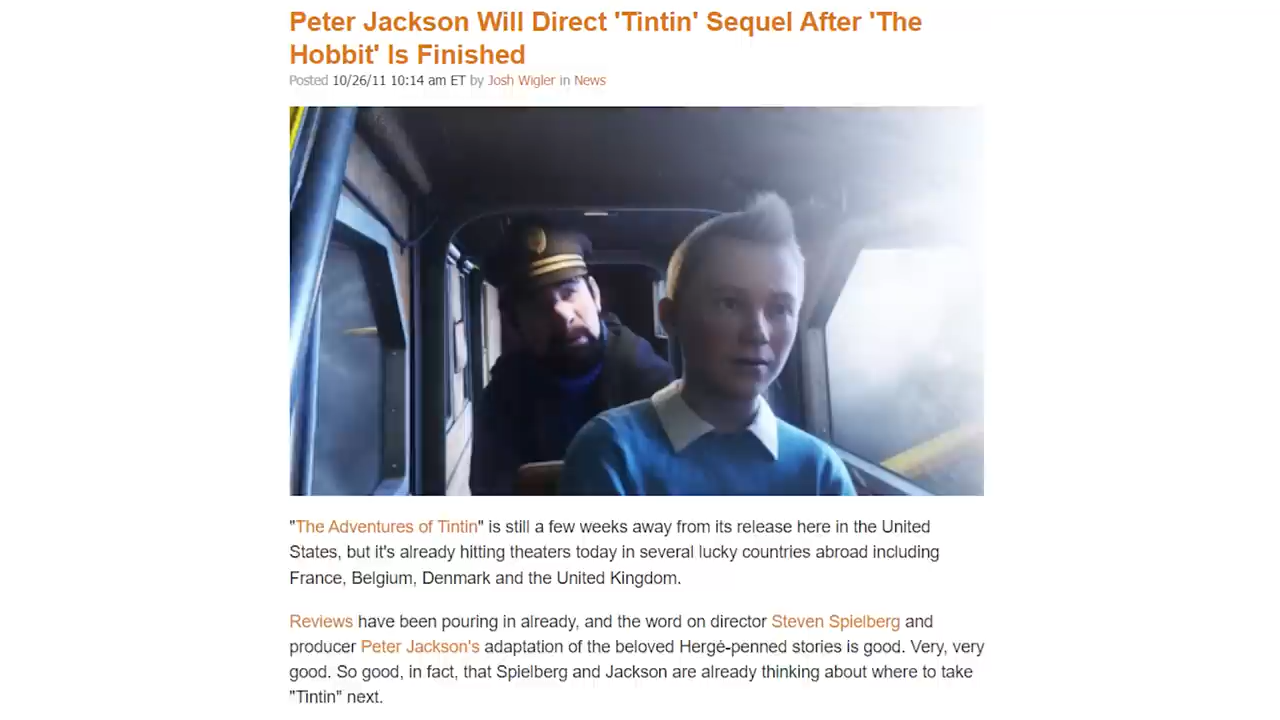 Peter Jackson Will Direct 'Tintin' Sequel After 'The
Hobbit' Is Finished
Posted 10/26/11 10:14 am ET by Josh Wigler in News
"The Adventures of Tintin" is still a few weeks away from its release here in the United
States, but it's already hitting theaters today in several lucky countries abroad including
France, Belgium, Denmark and the United Kingdom.
Reviews have been pouring in already, and the word on director Steven Spielberg and
producer Peter Jackson's adaptation of the beloved Hergé-penned stories is good. Very, very
good. So good, in fact, that Spielberg and Jackson are already thinking about where to take
"Tintin" next.